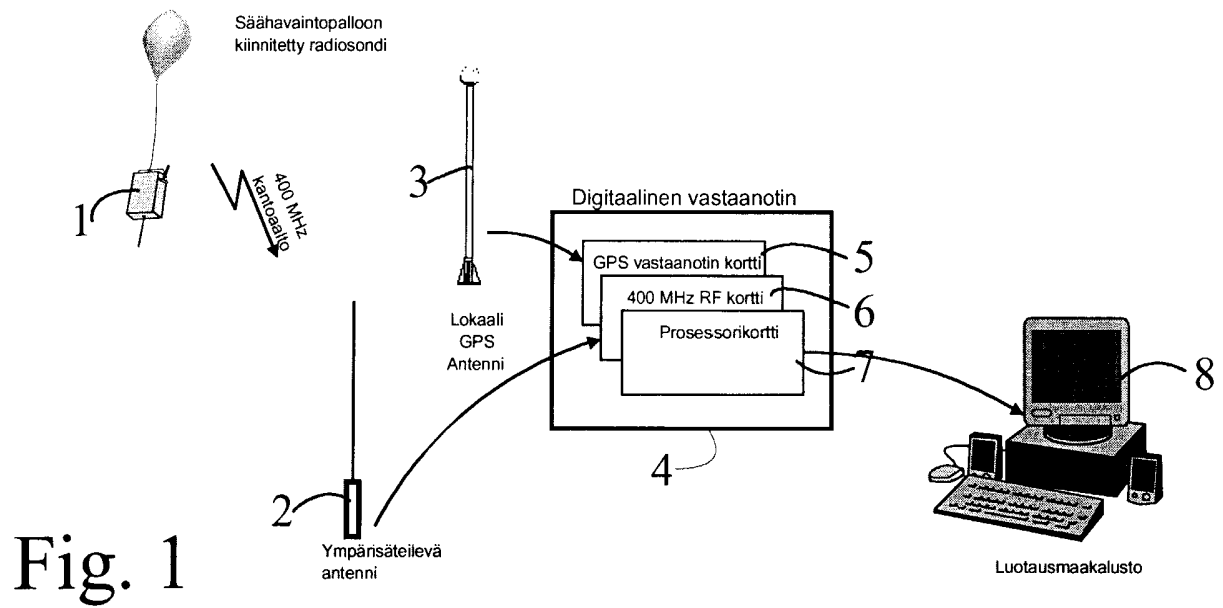 Säähavaintopalloon
kiinnitetty radiosondi
1
400 MHz
kantoaalto
3
Lokaali
GPS
Antenni
Digitaalinen vastaanotin
GPS vastaanotin kortti
5
400 MHz RF kortti
6
Prosessorikortti
7
4
8
2
Ympärisäteilevä
antenni
Luotausmaakalusto
Fig. 1